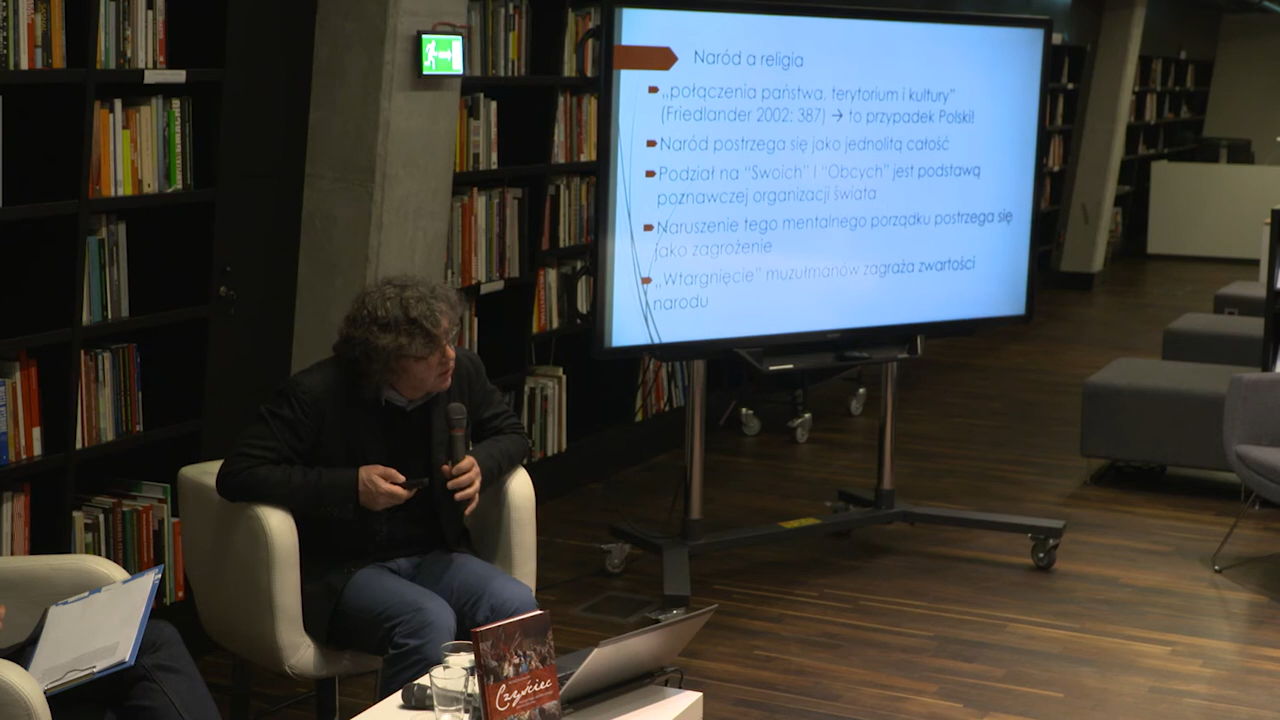 Naród a religia
„połączenia państwa, terytorium i kultury"
(Friedlander 2002: 387) → to przypadek Polski!
Naród postrzega się jako jednolitą całość
Podział na "Swoich" i "Obcych" jest podstawą
poznawczej organizacji świata
Naruszenie tego mentalnego porządku postrzega się
jako zagrożenie
„Wtargnięcie" muzułmanów zagraża zwartości
narodu
Czyściec